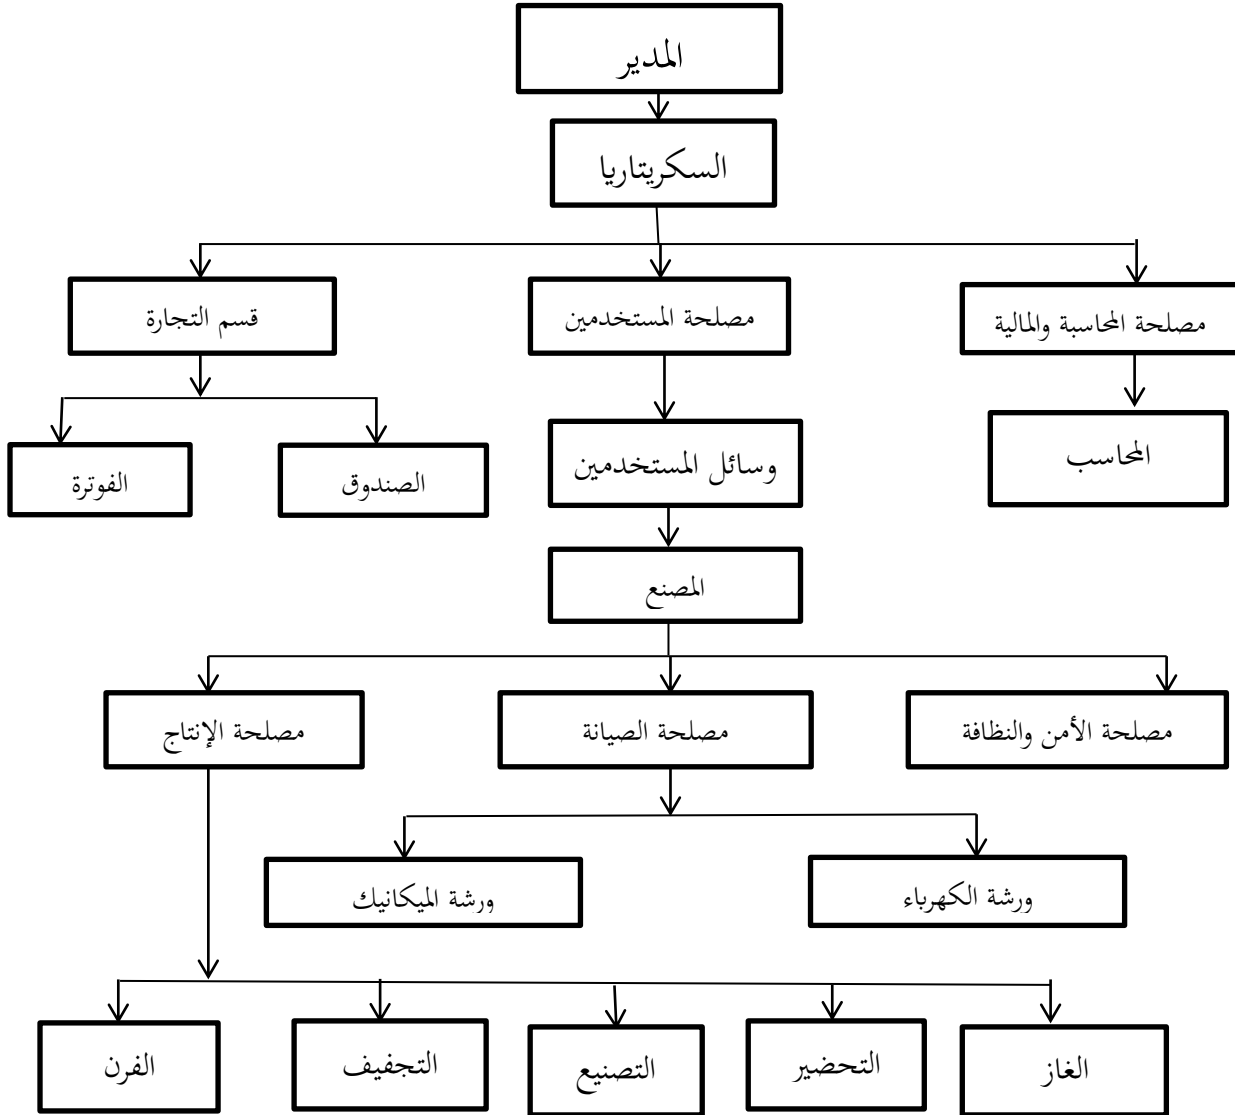 المدير
السكريتاريا
مصلحة المحاسبة والمالية
مصلحة المستخدمين
قسم التجارة
المحاسب
وسائل المستخدمين
الصندوق
الفوترة
المصنع
مصلحة الأمن والنظافة
مصلحة الصيانة
مصلحة الإنتاج
ورشة الكهرباء
ورشة الميكانيك
الغاز
التحضير
التصنيع
التجفيف
الفرن